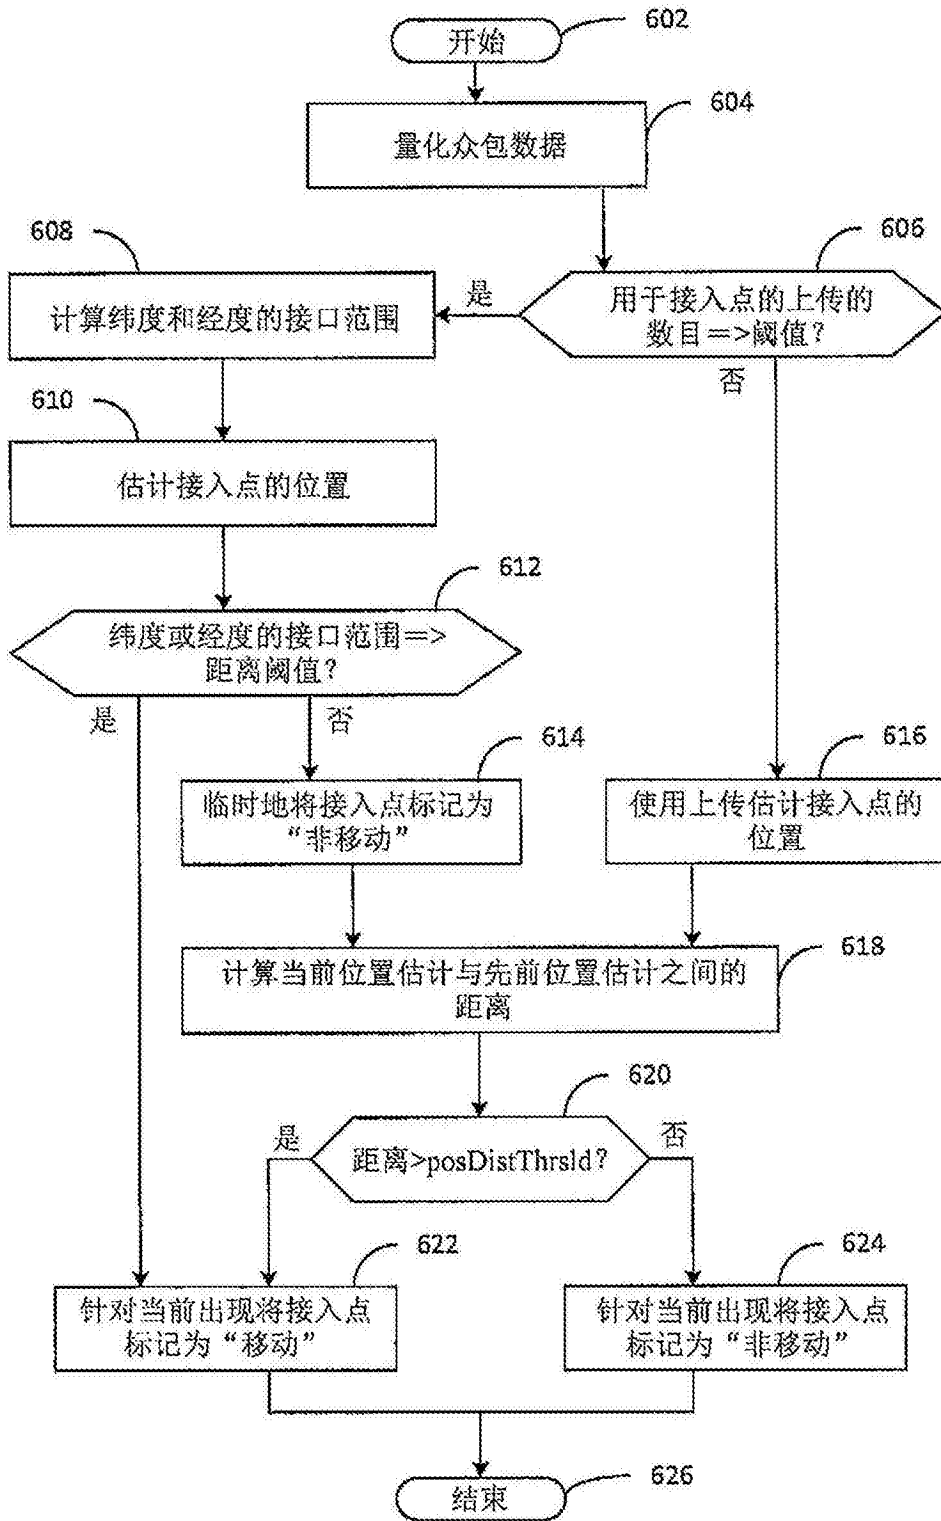 开始
602
604
量化众包数据
608
606
计算纬度和经度的接口范围
是
用于接入点的上传的
数目=>阈值?
否
610
估计接入点的位置
612
纬度或经度的接口范围=>
距离阈值?
是
否
614
616
临时地将接入点标记为
“非移动”
使用上传估计接入点的
位置
618
计算当前位置估计与先前位置估计之间的
距离
620
是
否
距离>posDistThrsld?
622
624
针对当前出现将接入点
标记为“移动”
针对当前出现将接入点
标记为“非移动”
结束
626